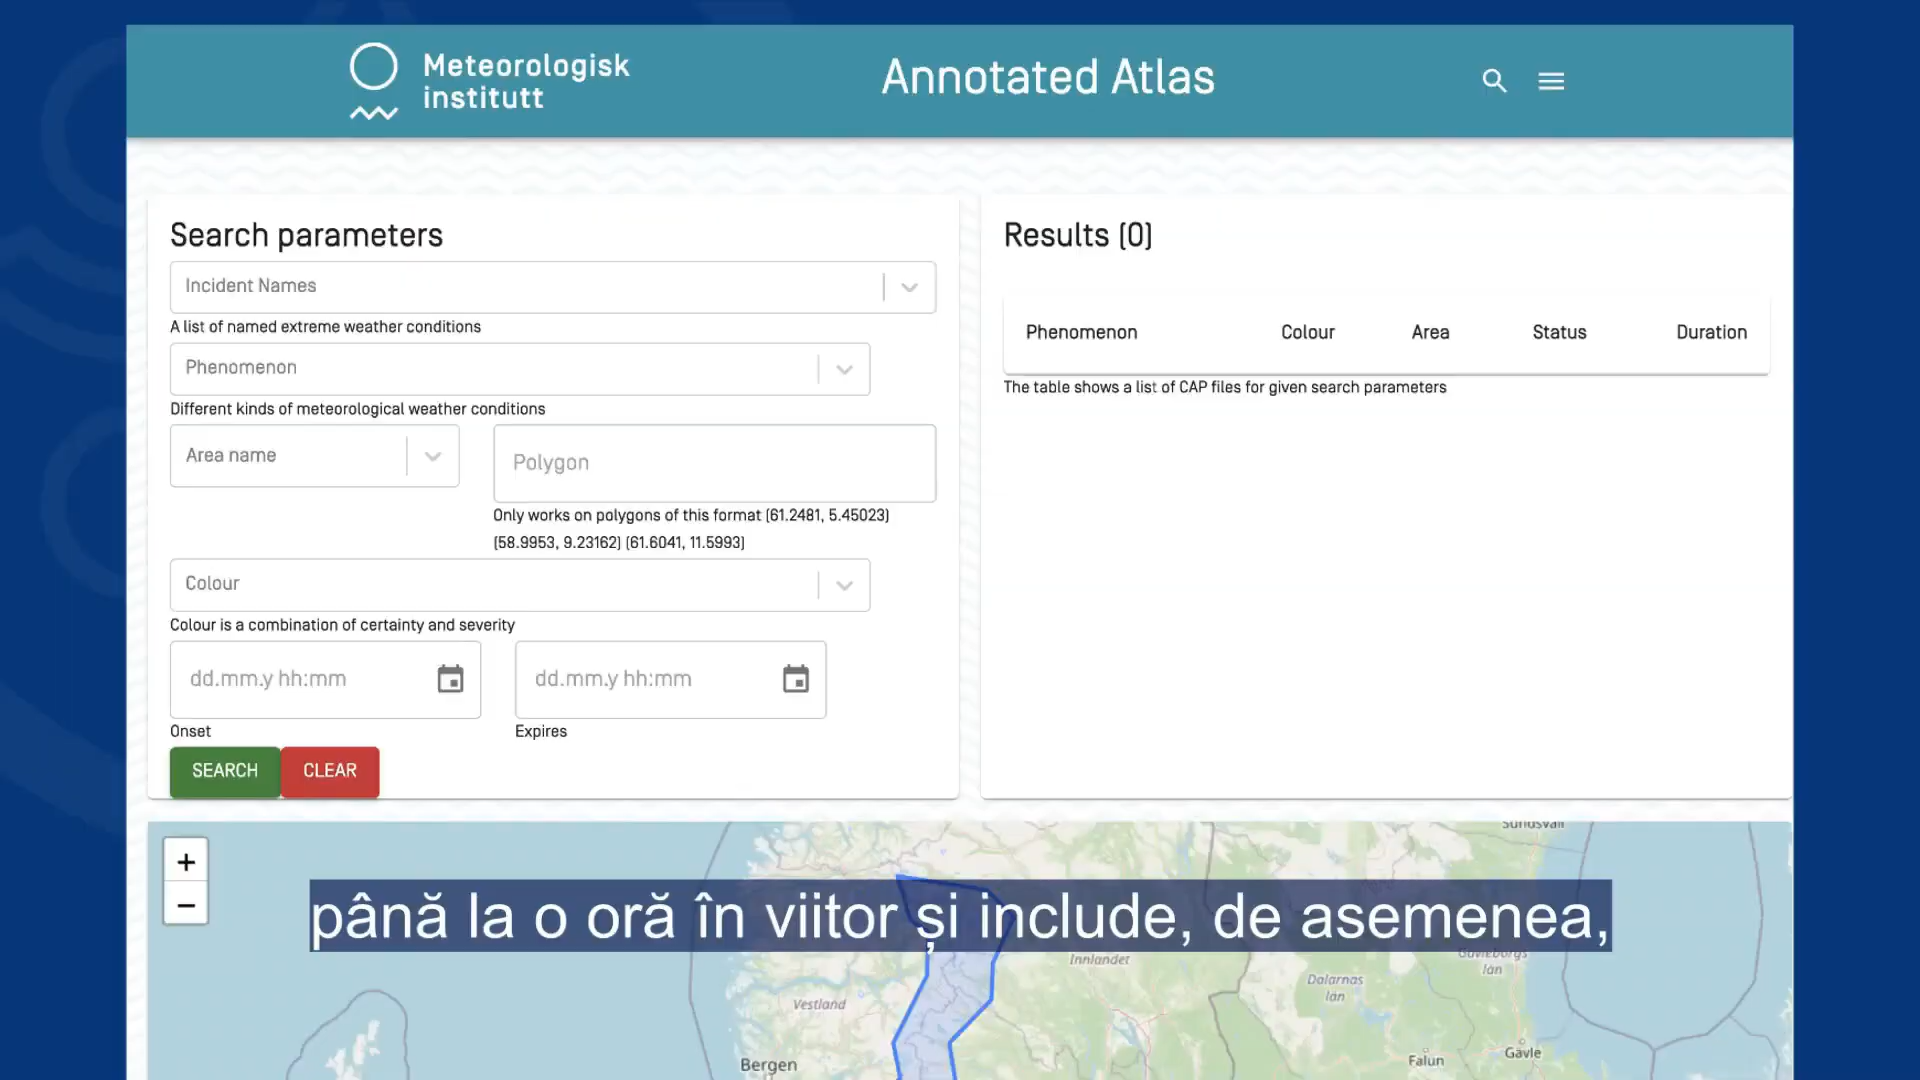 Meteorologisk
institutt
Annotated Atlas
Search parameters
Incident Names
A list of named extreme weather conditions
Phenomenon
Different kinds of meteorological weather conditions
Area name
Polygon
Only works on polygons of this format (61.2481, 5.45023)
(58.9953, 9.23162) (61.6041, 11.5993)
Colour
Colour is a combination of certainty and severity
dd.mm.y hh:mm
dd.mm.y hh:mm
Onset
Expires
SEARCH
CLEAR
Results (0)
Phenomenon Colour Area Status Duration
The table shows a list of CAP files for given search parameters
Sundsvall
+
−
până la o oră în viitor și include, de asemenea,
Innlandet
Gävleborgs
län
Dalarnas
län
Vestland
Bergen
Falun
Gävle